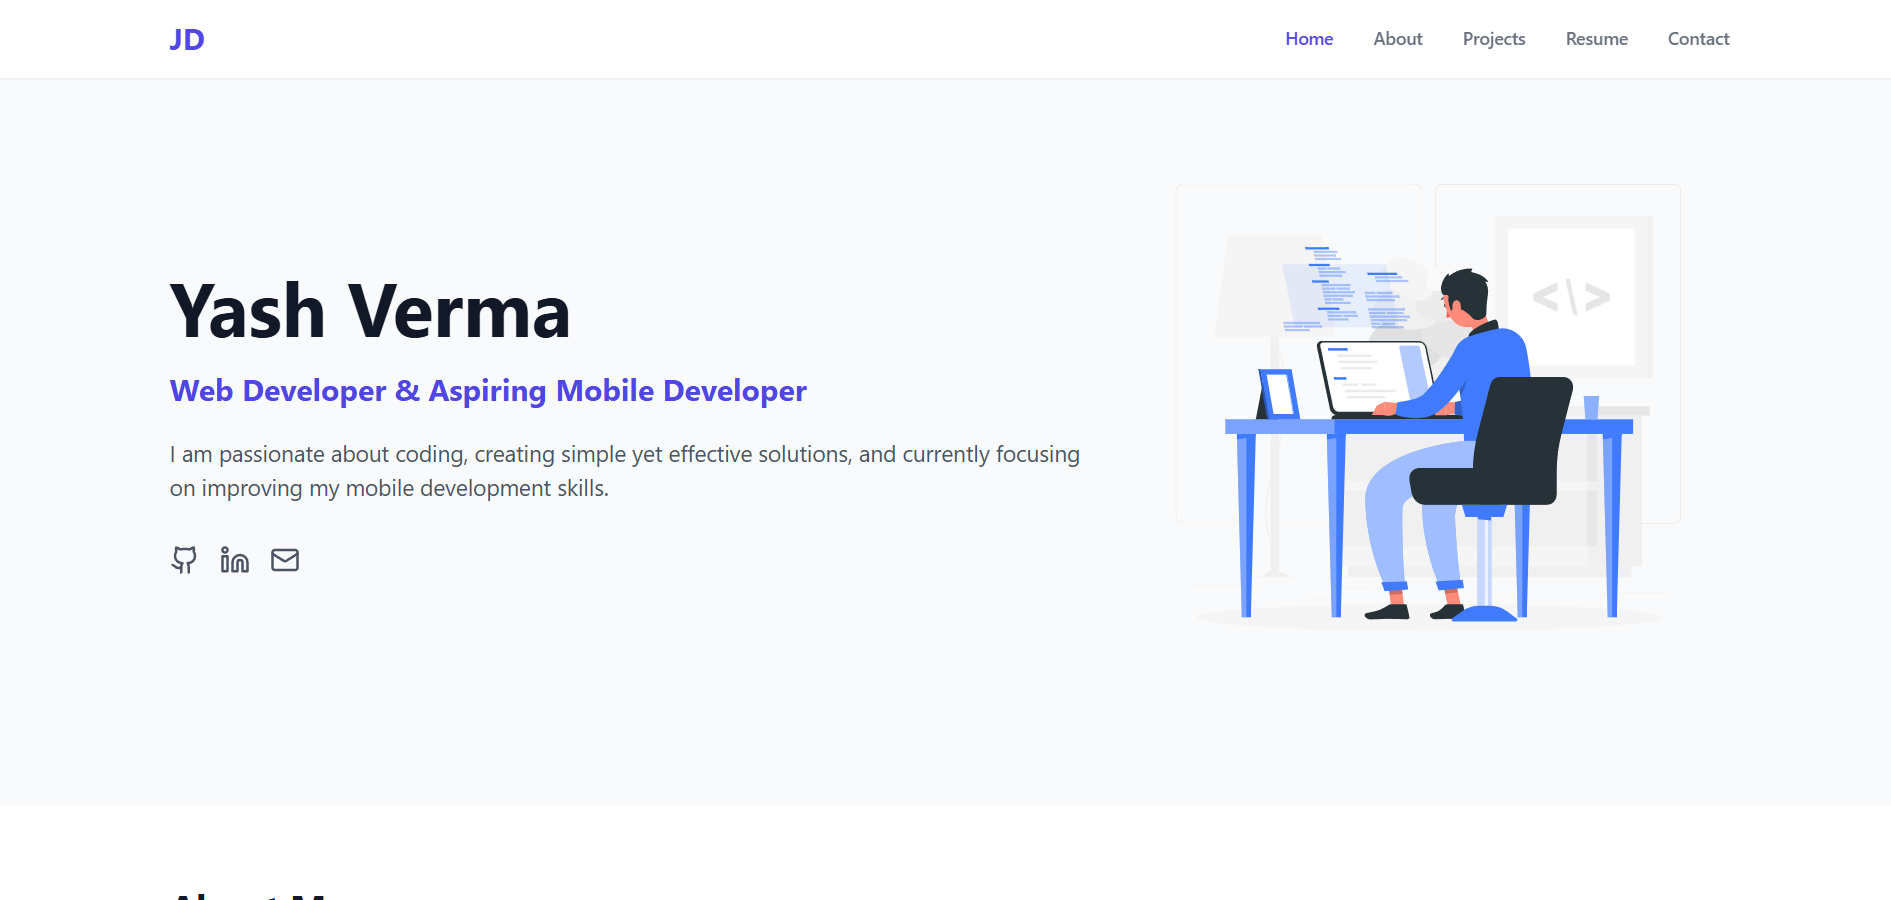 JD
Home About Projects Resume Contact
Yash Verma
Web Developer & Aspiring Mobile Developer
I am passionate about coding, creating simple yet effective solutions, and currently focusing
on improving my mobile development skills.
<\>
About M